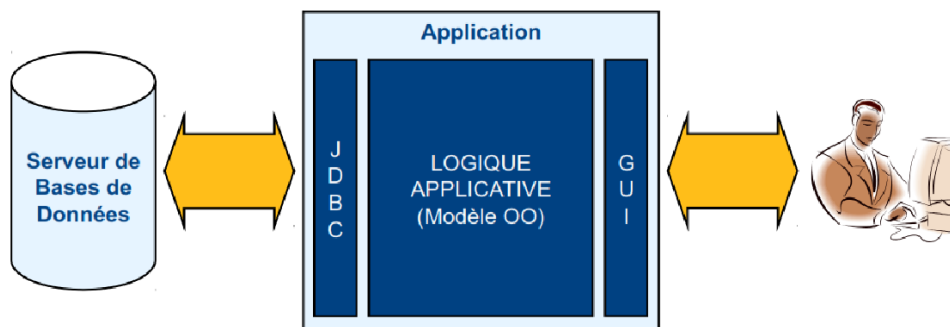 Application
Serveur de
Bases de
Données
J
D
B
C
LOGIQUE
APPLICATIVE
(Modèle OO)
G
U
I